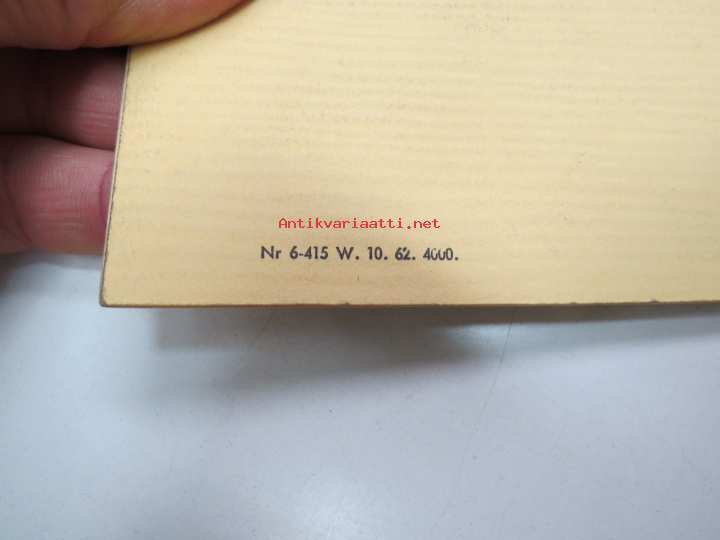 Antikvariaatti.net
Nr 6-415 W. 10. 62. 4000.